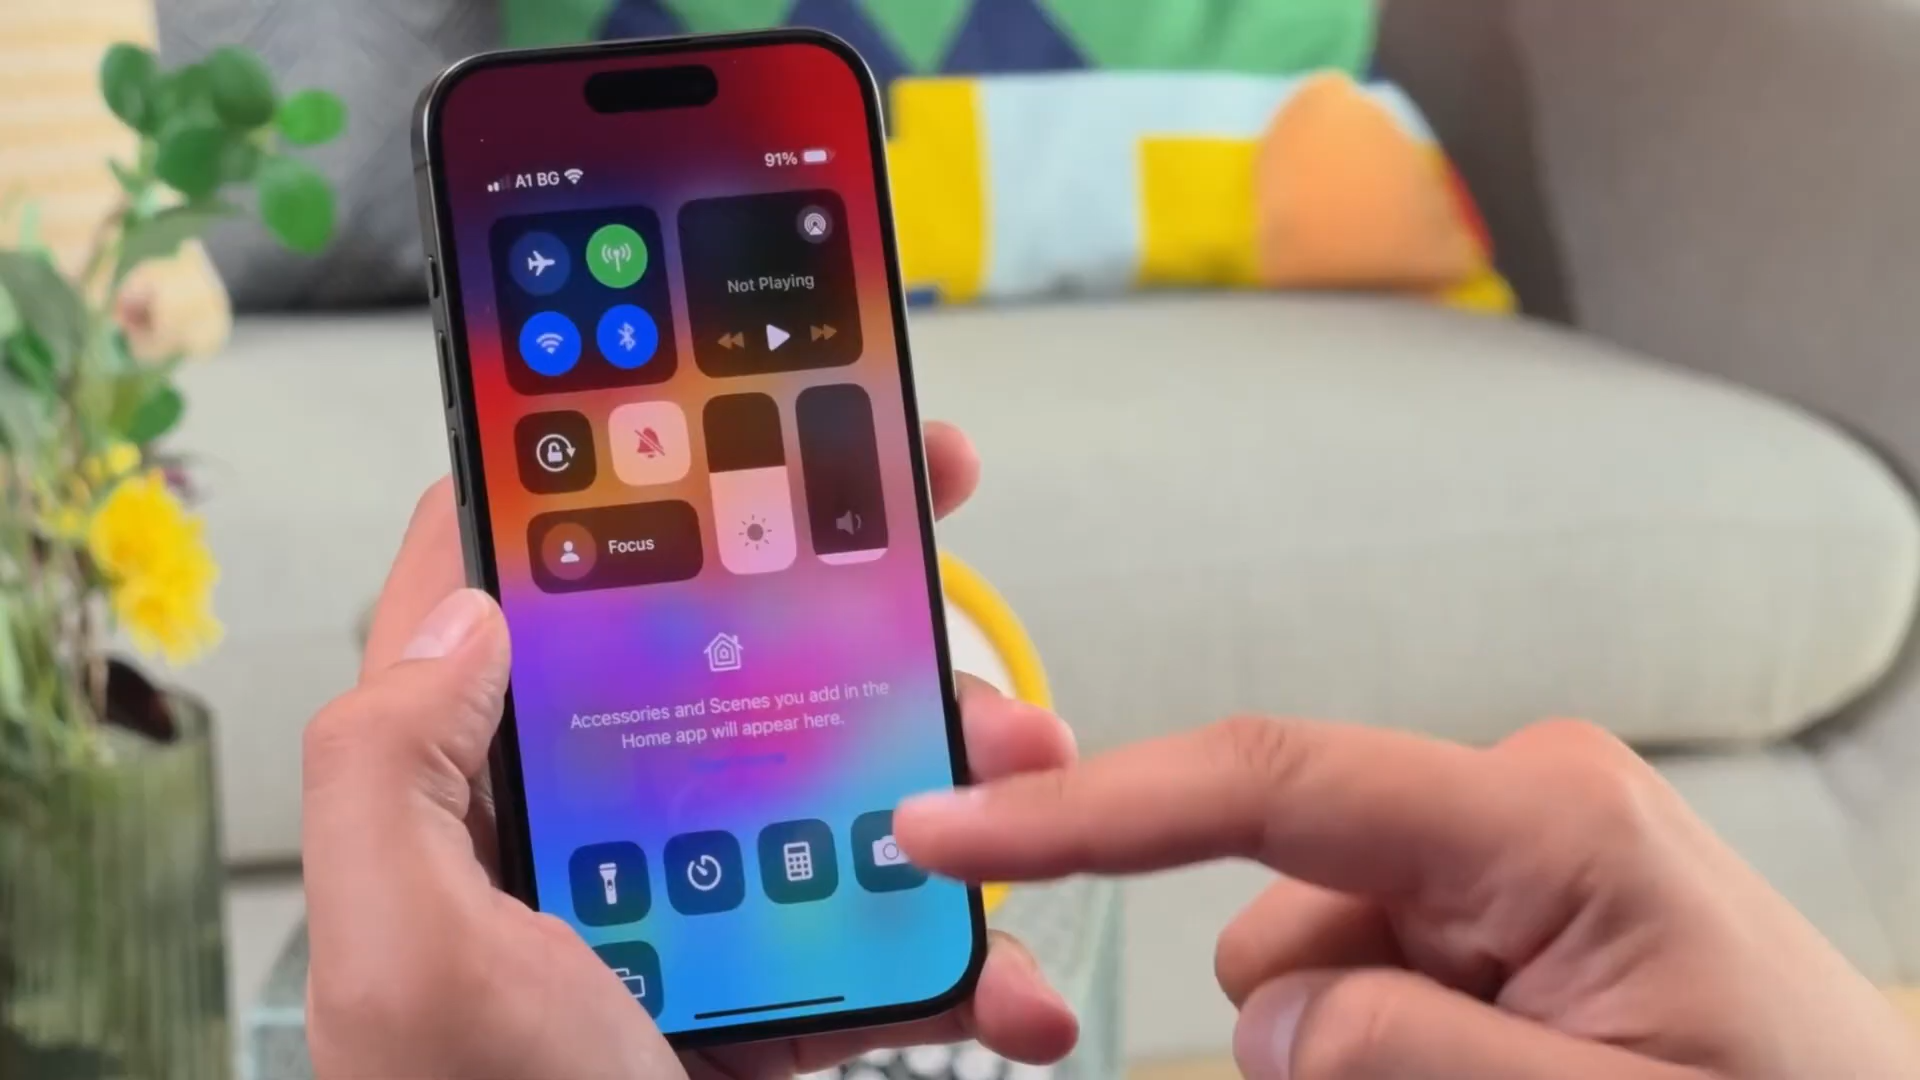 A1 BG
91%
Not Playing
Focus
Accessories and Scenes you add in the
Home app will appear here.